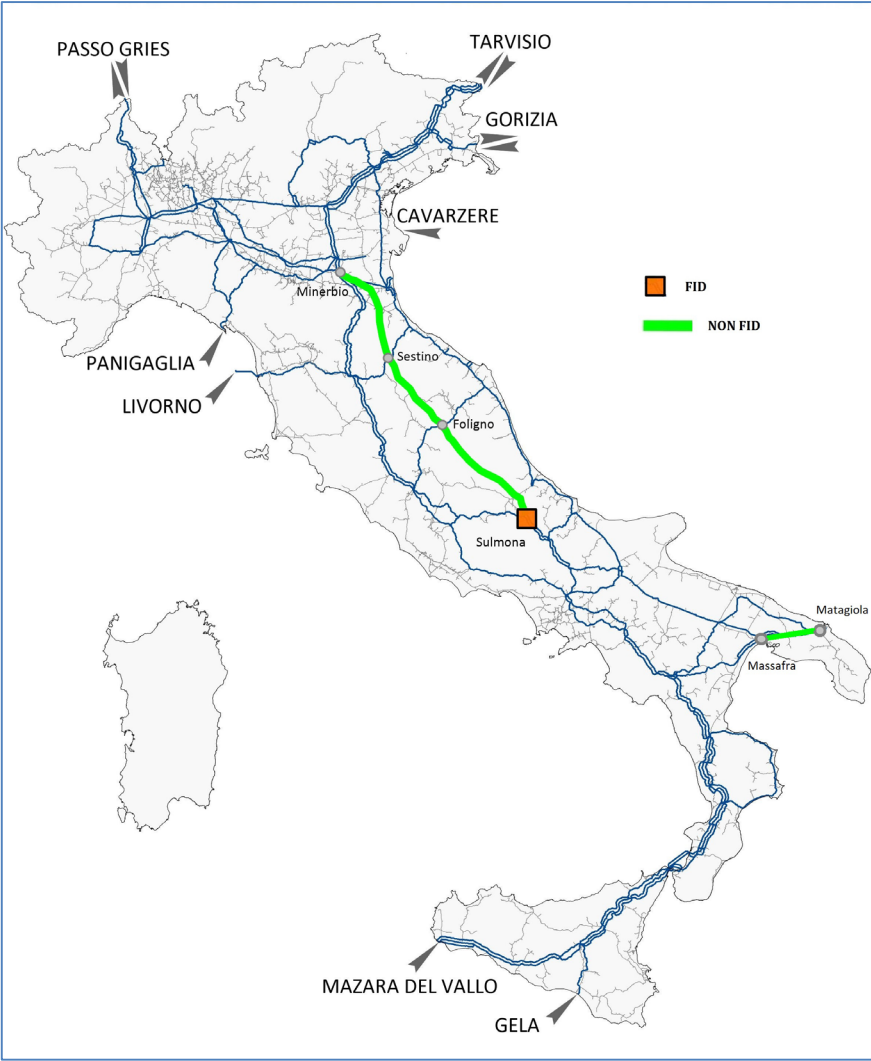 TARVISIO
PASSO GRIES
GORIZIA
CAVARZERE
Minerbio
FID
NON FID
PANIGAGLIA
Sestino
LIVORNO
Foligno
Sulmona
Matagiola
Massafra
MAZARA DEL VALLO
GELA